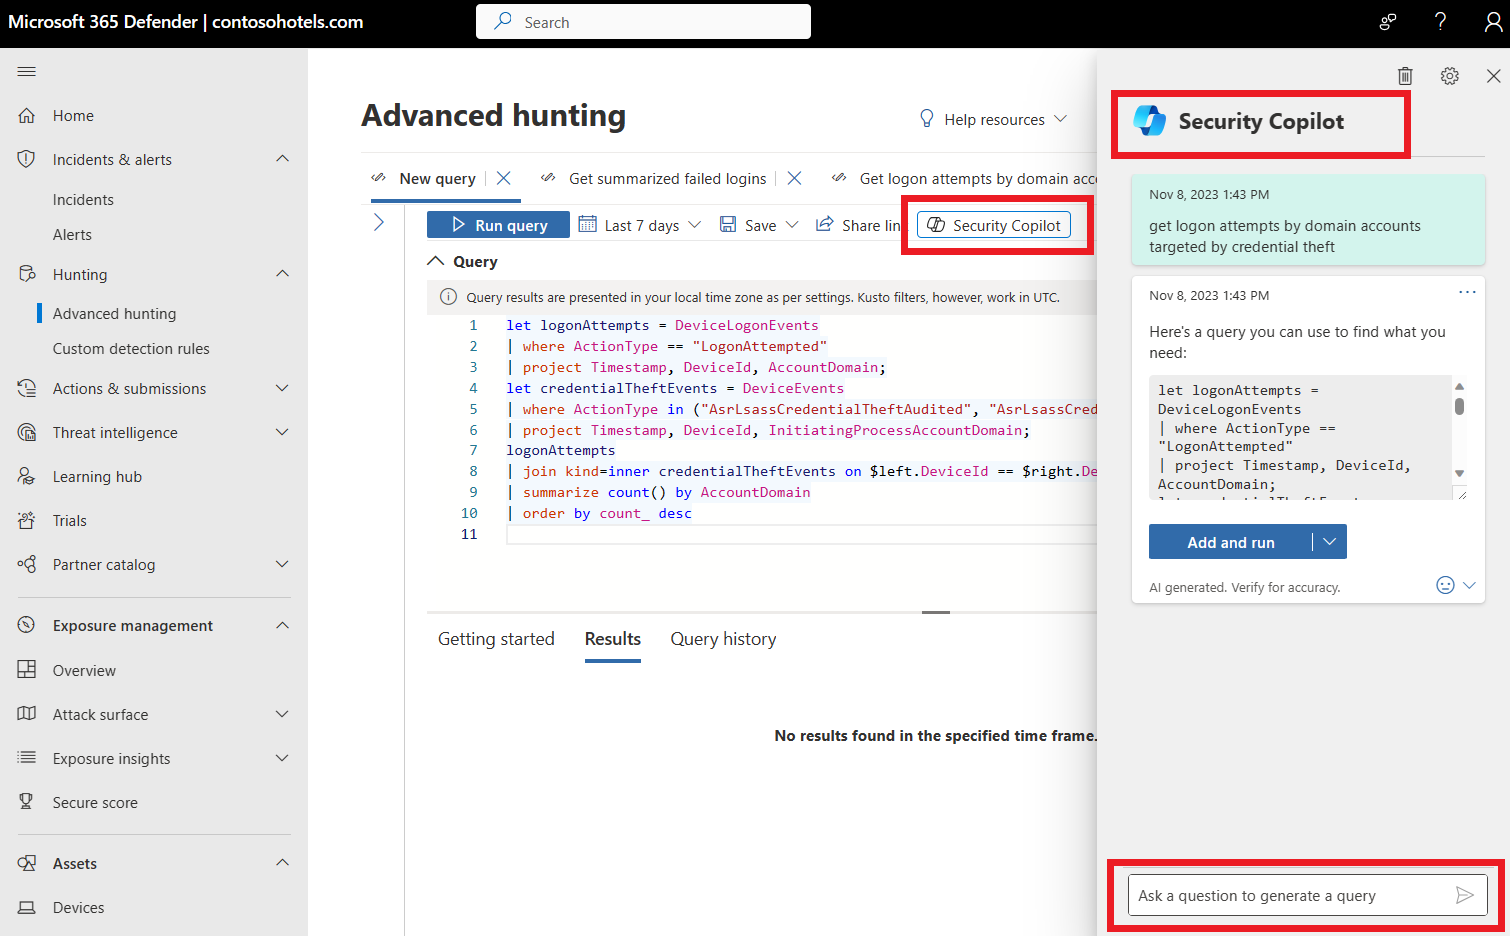 Microsoft 365 Defender | contosohotels.com
Search
Home
Incidents & alerts
Incidents
Alerts
Hunting
Advanced hunting
Custom detection rules
Actions & submissions
Threat intelligence
Learning hub
Trials
Partner catalog
Exposure management
Overview
Attack surface
Exposure insights
Secure score
Assets
Devices
Advanced hunting
Help resources
New query
Get summarized failed logins
Get logon attempts by domain acc
Run query
Last 7 days
Save
Share lin
Security Copilot
Query
Query results are presented in your local time zone as per settings. Kusto filters, however, work in UTC.
1 let logonAttempts = DeviceLogonEvents
2 | where ActionType == "LogonAttempted"
3 | project Timestamp, DeviceId, AccountDomain;
4 let credentialTheftEvents = DeviceEvents
5 | where ActionType in ("AsrLsassCredentialTheftAudited", "AsrLsassCred
6 | project Timestamp, DeviceId, InitiatingProcessAccountDomain;
7 logonAttempts
8 | join kind=inner credentialTheftEvents on $left.DeviceId == $right.De
9 | summarize count() by AccountDomain
10 | order by count_ desc
11
Getting started
Results
Query history
No results found in the specified time frame.
Security Copilot
Nov 8, 2023 1:43 PM
get logon attempts by domain accounts
targeted by credential theft
Nov 8, 2023 1:43 PM
Here's a query you can use to find what you
need:
let logonAttempts =
DeviceLogonEvents
| where ActionType ==
"LogonAttempted"
| project Timestamp, DeviceId,
AccountDomain;
Add and run
AI generated. Verify for accuracy.
Ask a question to generate a query